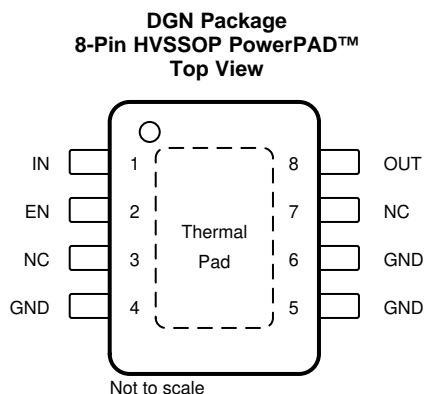 DGN Package
8-Pin HVSSOP PowerPAD™
Top View
IN 1 8 OUT
EN 2 7 NC
Thermal
NC 3 Pad 6 GND
GND 4 5 GND
Not to scale